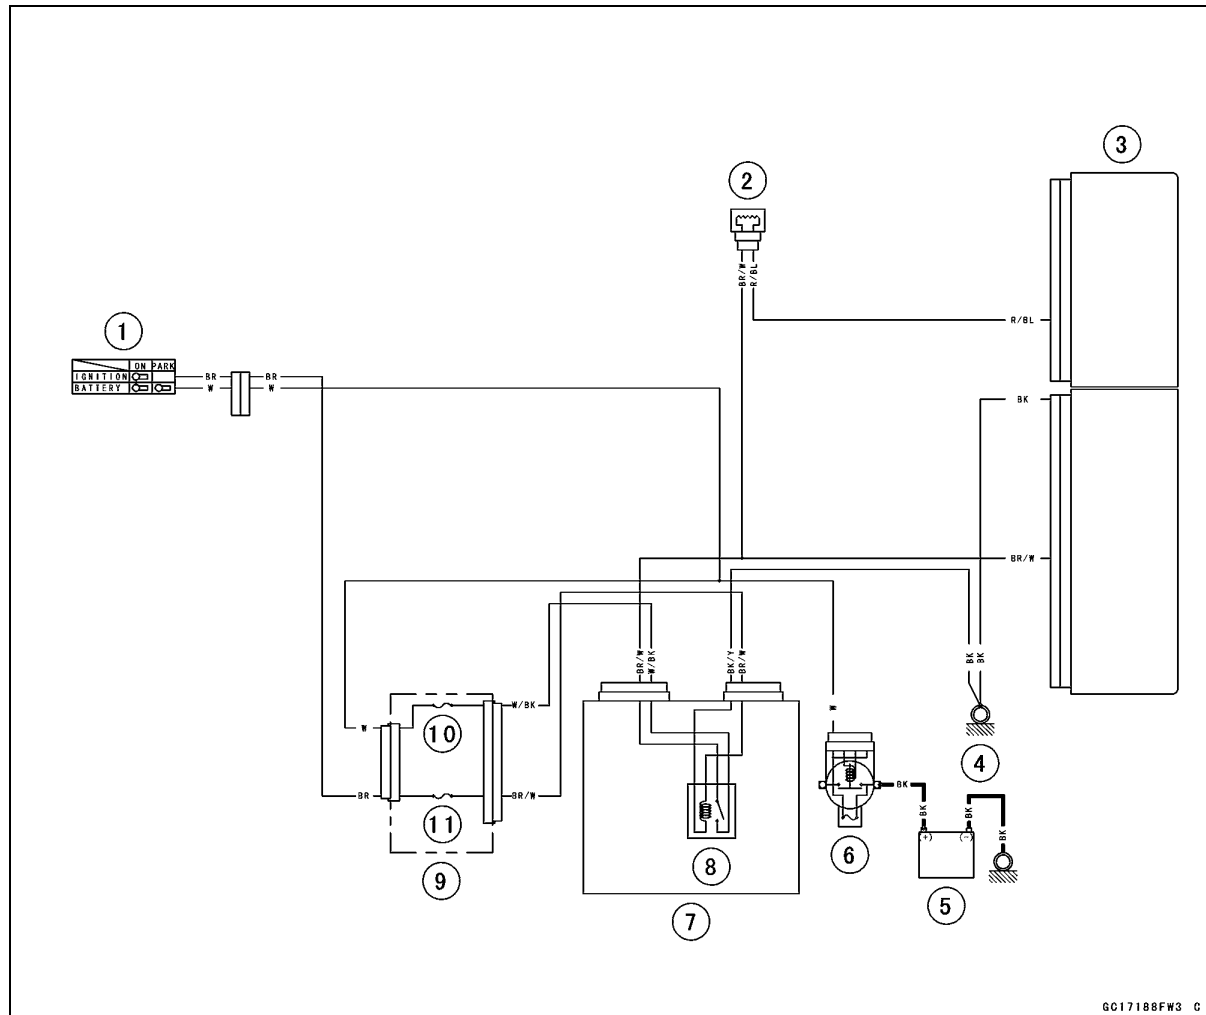 3
2
BR/W
R/BL
R/BL
1
ON PARK
IGNITION
BATTERY
BR
W
BR
W
BK
BR/W
BR/W
W/BK
BK/Y
BR/W
BK
BK
W
W/BK
10
W
4
BK
BR
BR/W
11
BK
BK
BK
(+)
(-)
9
8
6
5
7
GC17188FW3 C